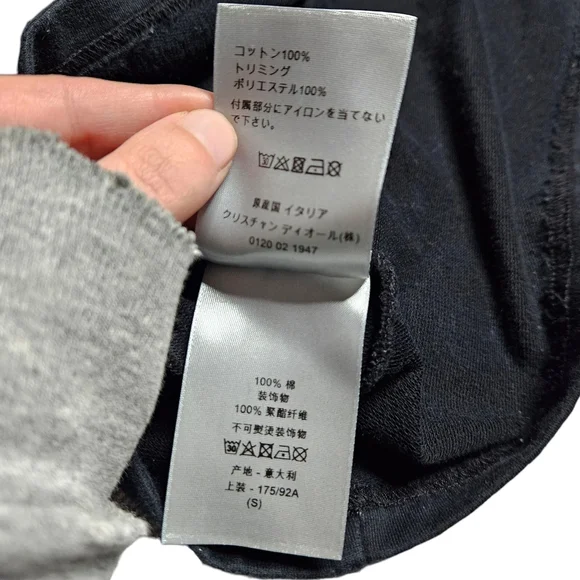 コットン100%
トリミング
ポリエステル100%
付属部分にアイロンを当てない
で下さい。
原産国 イタリア
クリスチャン ディオール(株)
0120 02 1947
100% 棉
装饰物
100% 聚酯纤维
不可熨烫装饰物
30
产地 - 意大利
上装 - 175/92A
(S)